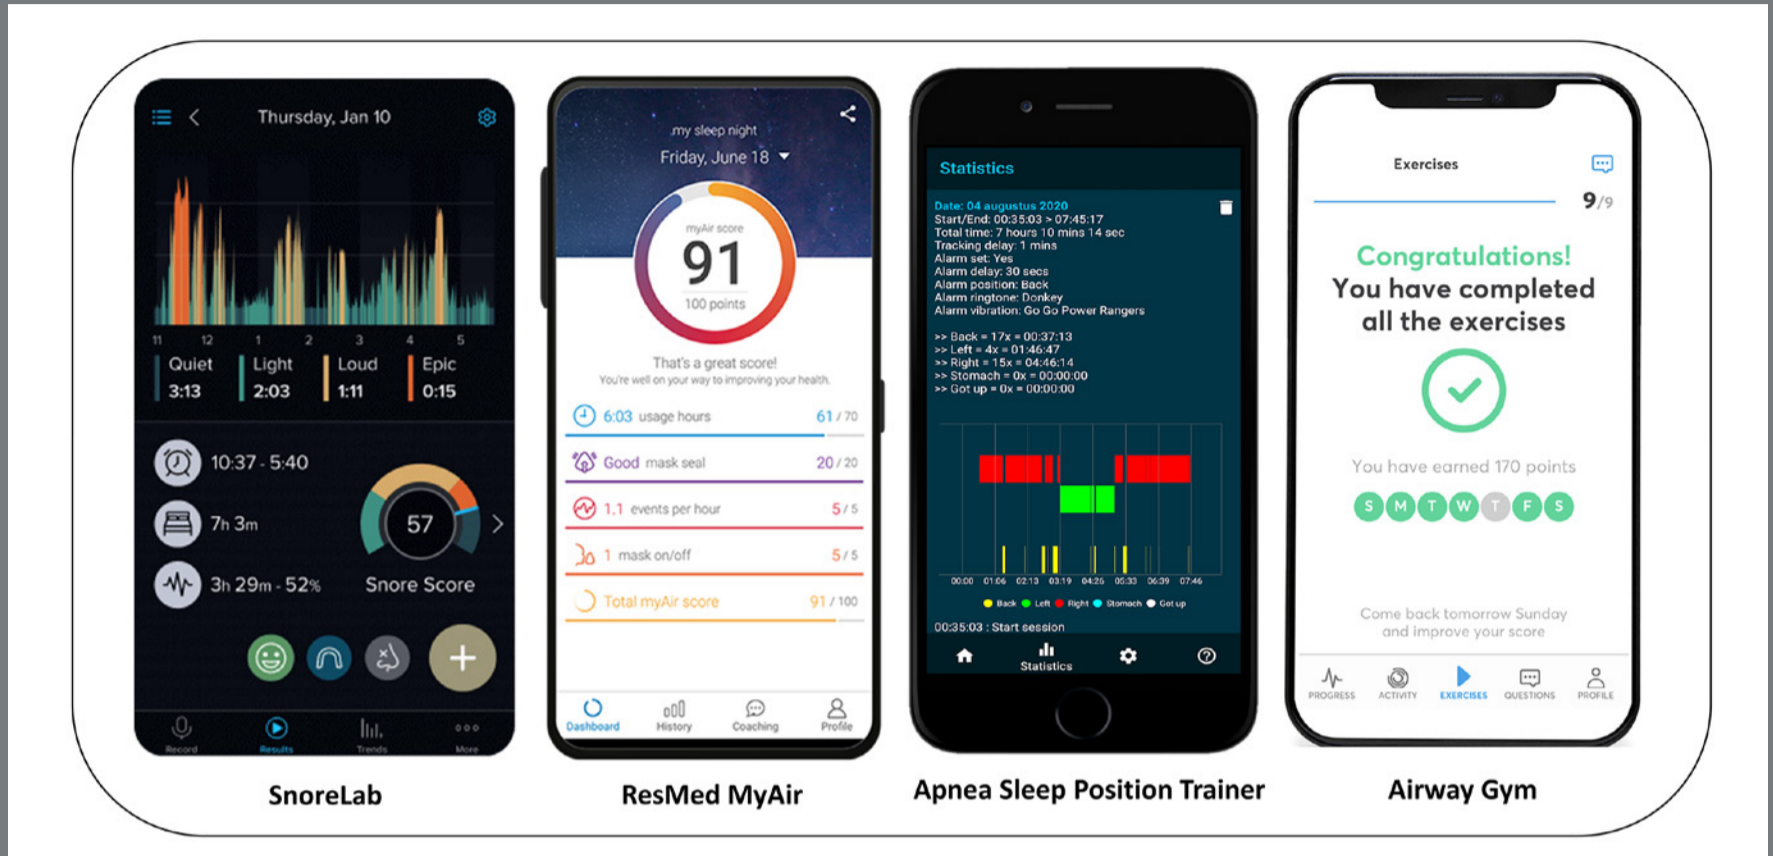 Thursday, Jan 10
11 12 1 2 3 4 5
Quiet Light Loud Epic
3:13 2:03 1:11 0:15
10:37 - 5:40
7h 3m
57
3h 29m - 52%
Snore Score
Record Results Trends More
SnoreLab
my sleep night
Friday, June 18
myAir score
91
100 points
That's a great score!
You're well on your way to improving your health.
6:03 usage hours 61 / 70
Good mask seal 20 / 20
1.1 events per hour 5 / 5
1 mask on/off 5 / 5
Total myAir score 91 / 100
Dashboard History Coaching Profile
ResMed MyAir
Statistics
Date: 04 augustus 2020
Start/End: 00:35:03 > 07:45:17
Total time: 7 hours 10 mins 14 sec
Tracking delay: 1 mins
Alarm set: Yes
Alarm delay: 30 secs
Alarm position: Back
Alarm ringtone: Donkey
Alarm vibration: Go Go Power Rangers
>> Back = 17x = 00:37:13
>> Left = 4x = 01:46:47
>> Right = 15x = 04:46:14
>> Stomach = 0x = 00:00:00
>> Got up = 0x = 00:00:00
00:00 01:06 02:13 03:19 04:26 05:33 06:39 07:46
Back Left Right Stomach Got up
00:35:03 : Start session
Statistics
Apnea Sleep Position Trainer
Exercises
9/9
Congratulations!
You have completed
all the exercises
You have earned 170 points
S M T W T F S
Come back tomorrow Sunday
and improve your score
PROGRESS ACTIVITY EXERCISES QUESTIONS PROFILE
Airway Gym